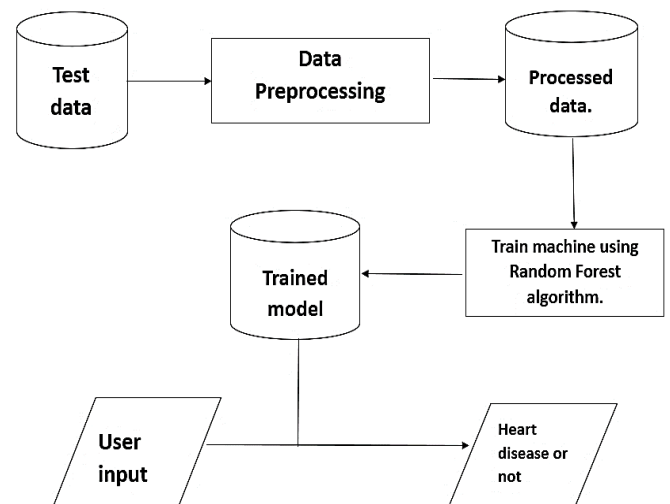 Test
data
Data
Preprocessing
Processed
data.
Train machine using
Random Forest
algorithm.
Trained
model
User
input
Heart
disease or
not